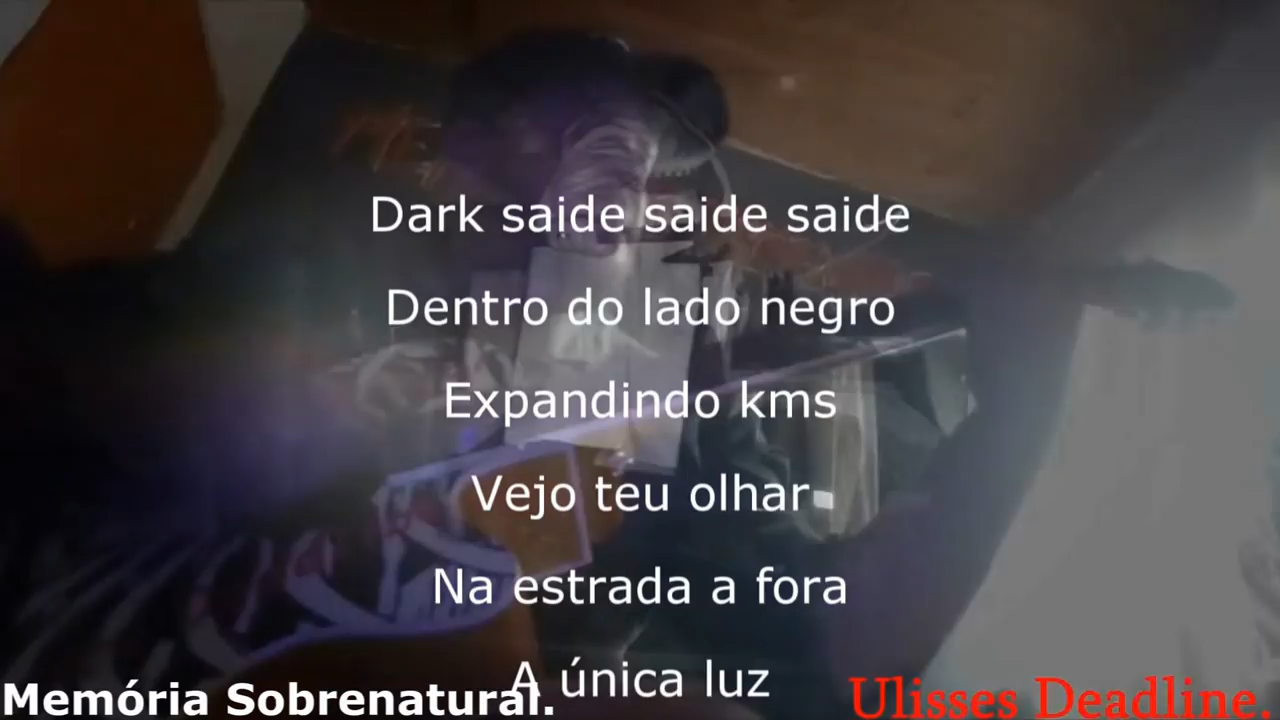 Dark saide saide saide
Dentro do lado negro
Expandindo kms
Vejo teu olhar
Na estrada a fora
A única luz
Memória Sobrenatural.
Ulisses Deadline.